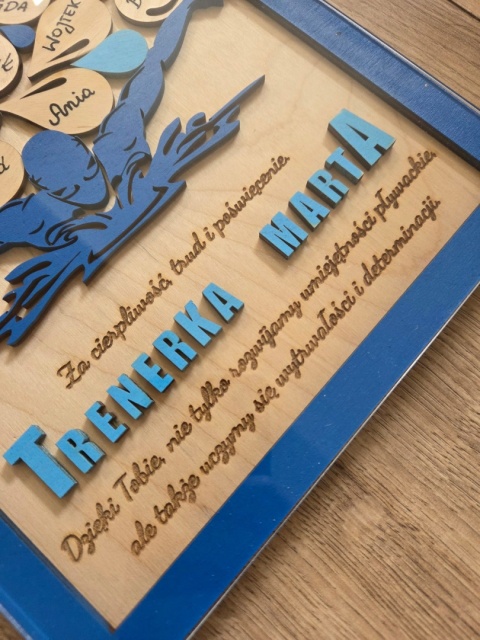 WOJTEK
Ania
Za cierpliwość, trud i poświęcenie.
TRENERKA MARTA
Dzięki Tobie, nie tylko rozwijamy umiejętności pływackie,
ale także uczymy się wytrwałości i determinacji.